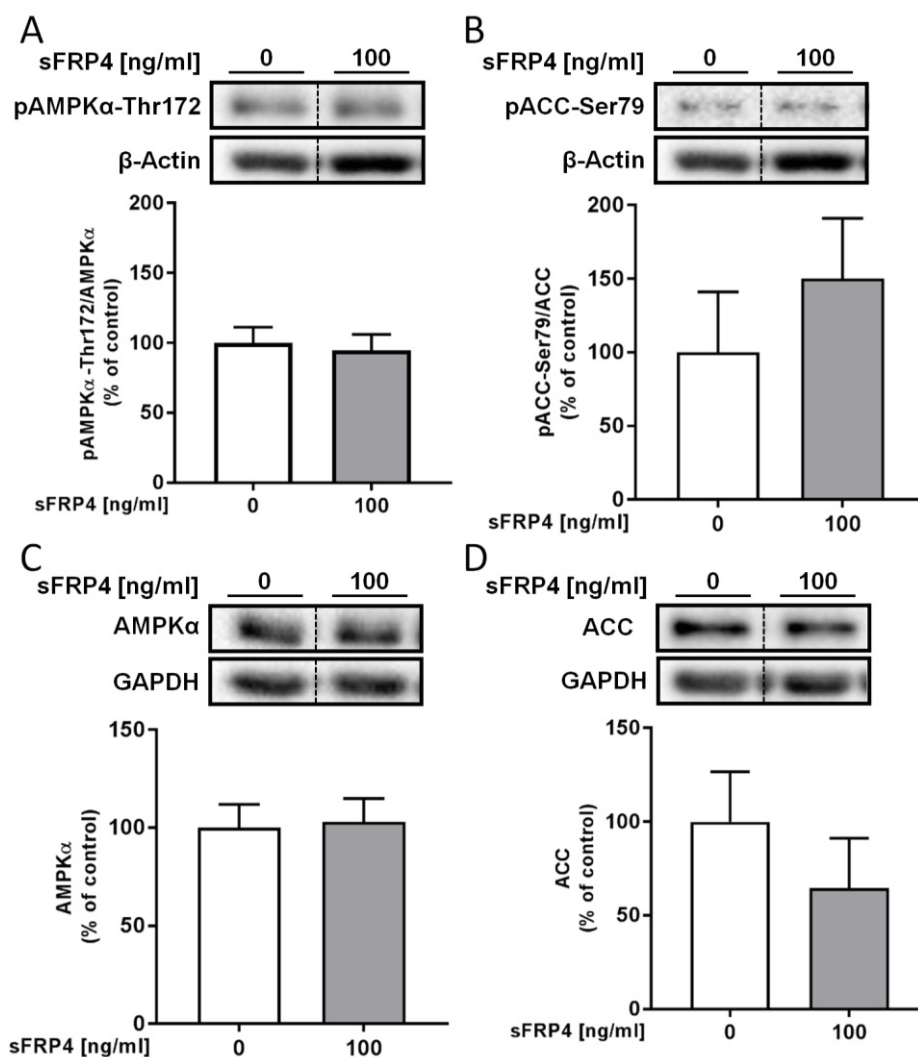 A
sFRP4 [ng/ml] 0 100
pAMPKα-Thr172
β-Actin
pAMPKα-Thr172/AMPKα
(% of control)
200
150
100
50
0
sFRP4 [ng/ml] 0 100
B
sFRP4 [ng/ml] 0 100
pACC-Ser79
β-Actin
pACC-Ser79/ACC
(% of control)
200
150
100
50
0
sFRP4 [ng/ml] 0 100
C
sFRP4 [ng/ml] 0 100
AMPKα
GAPDH
AMPKα
(% of control)
150
100
50
0
sFRP4 [ng/ml] 0 100
D
sFRP4 [ng/ml] 0 100
ACC
GAPDH
ACC
(% of control)
150
100
50
0
sFRP4 [ng/ml] 0 100